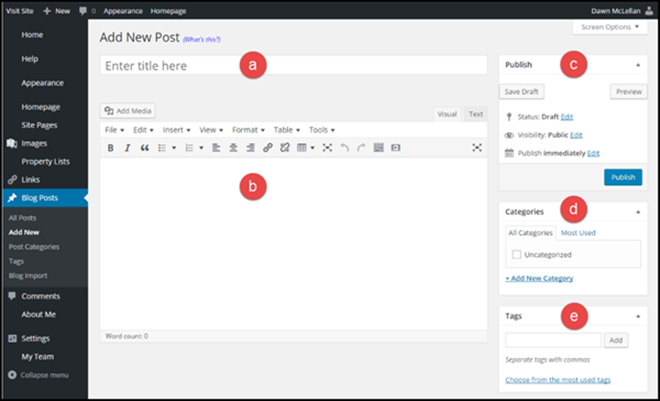 Visit Site + New 0 Appearance Homepage Dawn McLellan
Screen Options
Home
Help
Appearance
Homepage
Site Pages
Images
Property Lists
Links
Blog Posts
All Posts
Add New
Post Categories
Tags
Blog Import
Comments
About Me
Settings
My Team
Collapse menu
Add New Post (What's this?)
Enter title here
a
Add Media
Visual Text
File Edit Insert View Format Table Tools
B I
b
Word count: 0
Publish
c
Save Draft Preview
Status: Draft Edit
Visibility: Public Edit
Publish immediately Edit
Publish
Categories
d
All Categories Most Used
Uncategorized
+ Add New Category
Tags
e
Add
Separate tags with commas
Choose from the most used tags